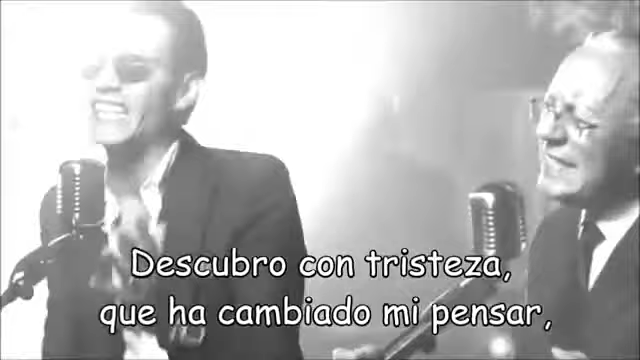 Descubro con tristeza,
que ha cambiado mi pensar,